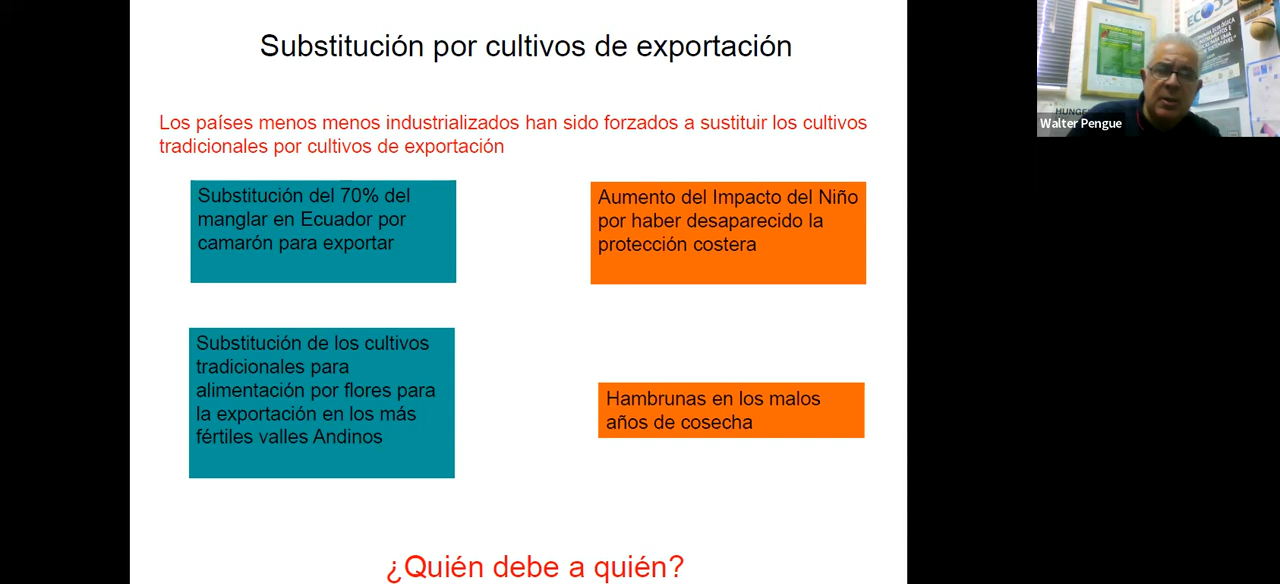 Substitución por cultivos de exportación
Los países menos menos industrializados han sido forzados a sustituir los cultivos
tradicionales por cultivos de exportación
Substitución del 70% del
manglar en Ecuador por
camarón para exportar
Aumento del Impacto del Niño
por haber desaparecido la
protección costera
Substitución de los cultivos
tradicionales para
alimentación por flores para
la exportación en los más
fértiles valles Andinos
Hambrunas en los malos
años de cosecha
¿Quién debe a quién?
HUNGE
Walter Pengue